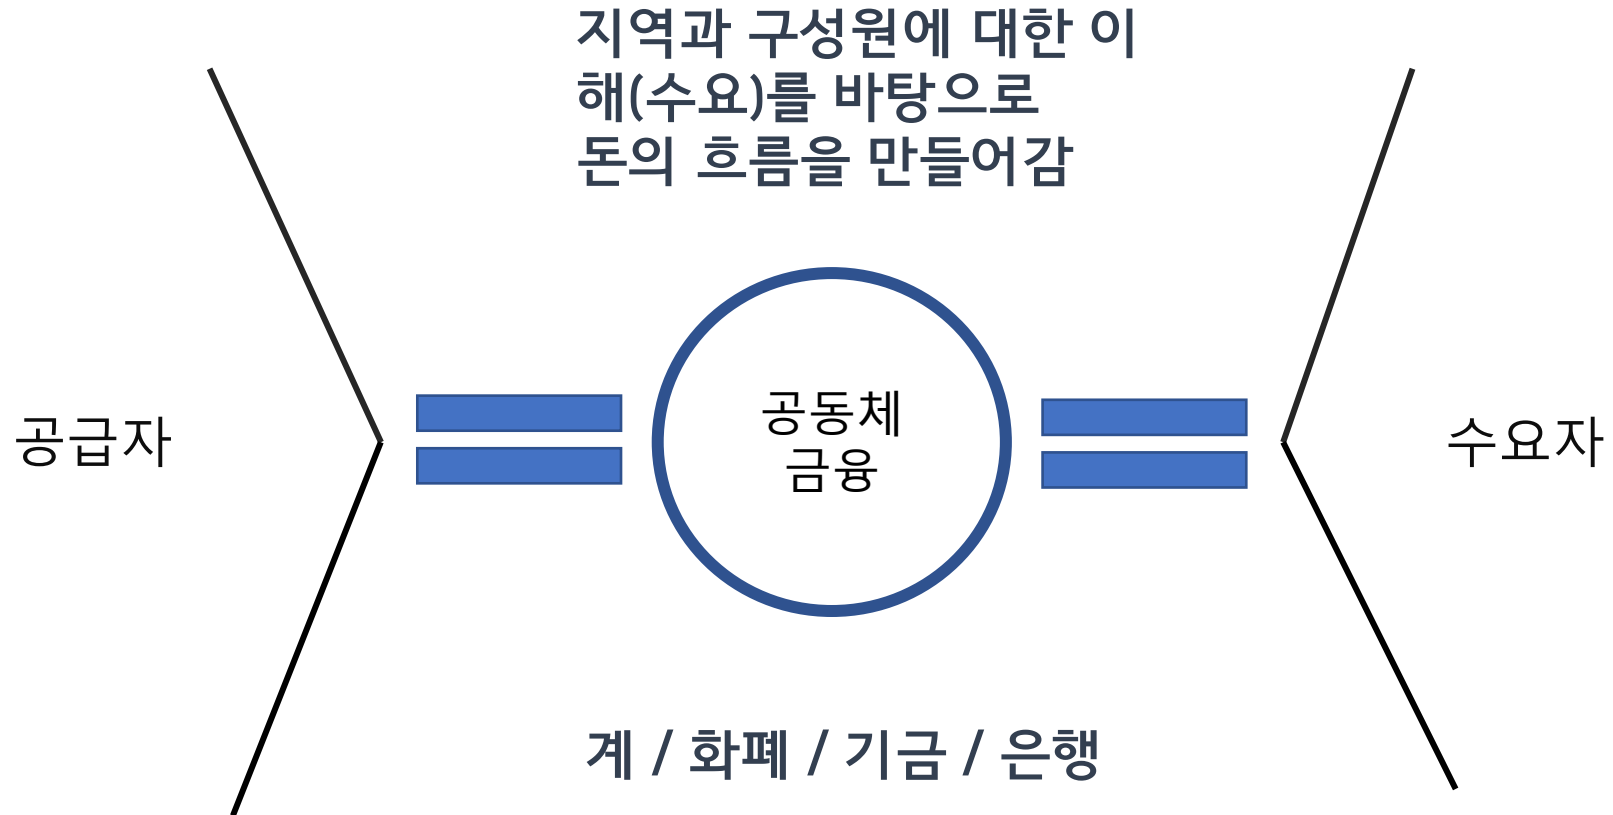 지역과 구성원에 대한 이
해(수요)를 바탕으로
돈의 흐름을 만들어감
공급자
공동체
금융
수요자
계 / 화폐 / 기금 / 은행